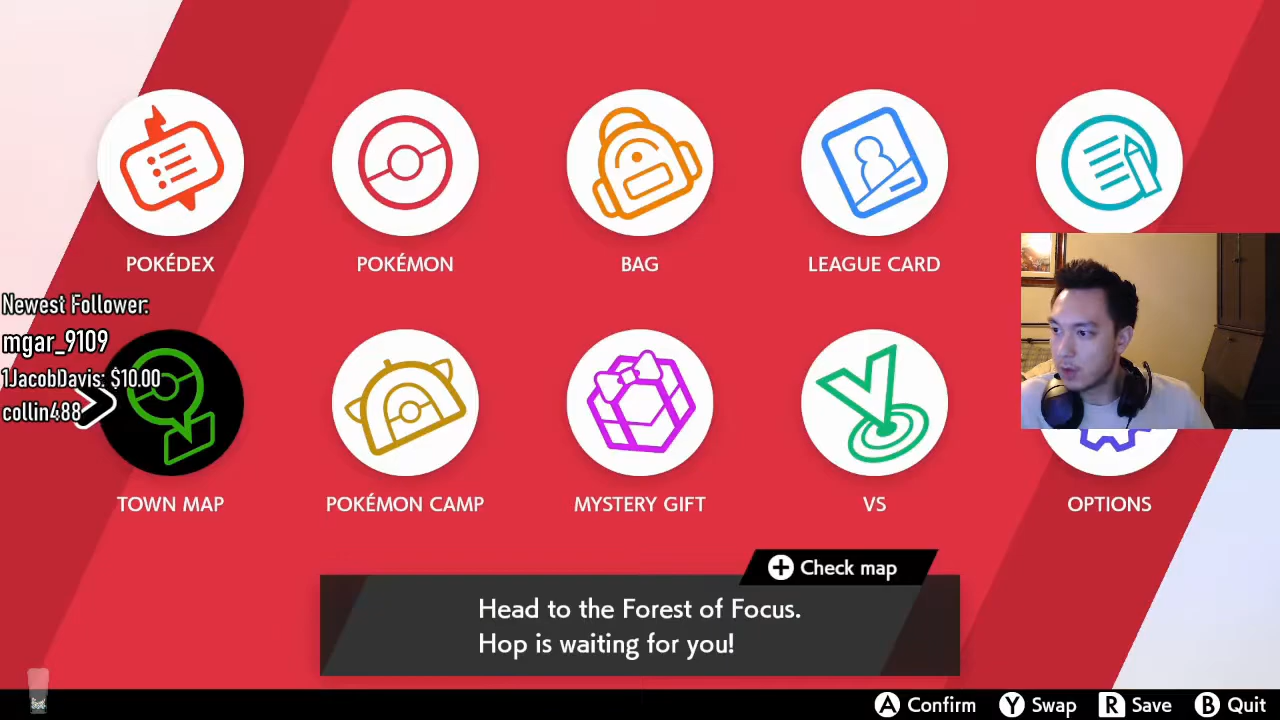 POKÉDEX
POKÉMON
BAG
LEAGUE CARD
Newest Follower:
mgar_9109
1JacobDavis: $10.00
collin488
TOWN MAP
POKÉMON CAMP
MYSTERY GIFT
VS
OPTIONS
Check map
Head to the Forest of Focus.
Hop is waiting for you!
A Confirm
Y Swap
R Save
B Quit